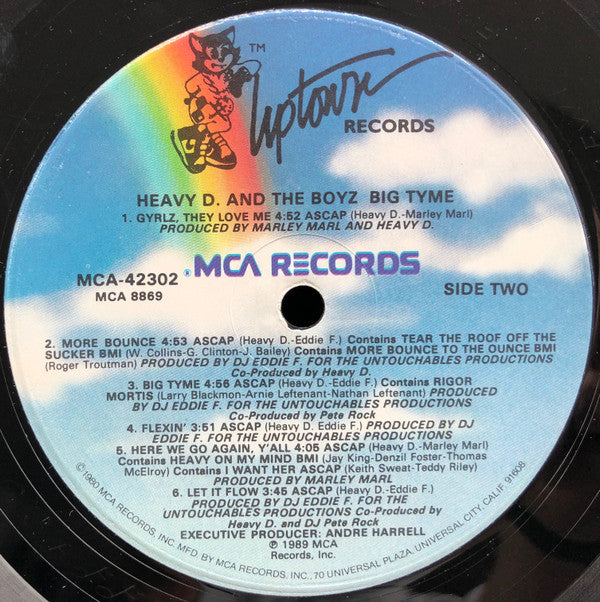 TM
Uptown
RECORDS
HEAVY D. AND THE BOYZ BIG TYME
1. GYRLZ, THEY LOVE ME 4:52 ASCAP (Heavy D.-Marley Marl)
PRODUCED BY MARLEY MARL AND HEAVY D.
MCA-42302
MCA 8869
® MCA RECORDS
SIDE TWO
2. MORE BOUNCE 4:53 ASCAP (Heavy D.-Eddie F.) Contains TEAR THE ROOF OFF THE
SUCKER BMI (W. Collins-G. Clinton-J. Bailey) Contains MORE BOUNCE TO THE OUNCE BMI
(Roger Troutman) PRODUCED BY DJ EDDIE F. FOR THE UNTOUCHABLES PRODUCTIONS
Co-Produced by Heavy D.
3. BIG TYME 4:56 ASCAP (Heavy D.-Eddie F.) Contains RIGOR
MORTIS (Larry Blackmon-Arnie Leftenant-Nathan Leftenant) PRODUCED
BY DJ EDDIE F. FOR THE UNTOUCHABLES PRODUCTIONS
Co-Produced by Pete Rock
4. FLEXIN' 3:51 ASCAP (Heavy D.-Eddie F.) PRODUCED BY DJ
EDDIE F. FOR THE UNTOUCHABLES PRODUCTIONS
5. HERE WE GO AGAIN, Y'ALL 4:05 ASCAP (Heavy D.-Marley Marl)
Contains HEAVY ON MY MIND BMI (Jay King-Denzil Foster-Thomas
McElroy) Contains I WANT HER ASCAP (Keith Sweat-Teddy Riley)
PRODUCED BY MARLEY MARL
6. LET IT FLOW 3:45 ASCAP (Heavy D.-Eddie F.)
PRODUCED BY DJ EDDIE F. FOR THE
UNTOUCHABLES PRODUCTIONS Co-Produced by
Heavy D. and DJ Pete Rock
EXECUTIVE PRODUCER: ANDRE HARRELL
℗ 1989 MCA
Records, Inc.
©1980 MCA RECORDS, INC. MFD BY MCA RECORDS, INC., 70 UNIVERSAL PLAZA, UNIVERSAL CITY, CALIF. 91608